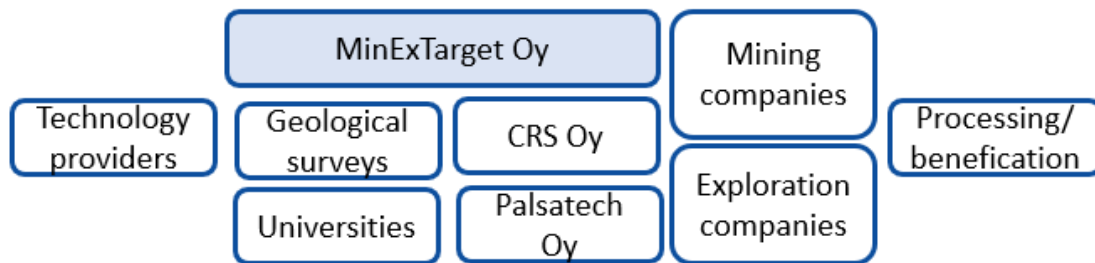 MinExTarget Oy
Mining
companies
Technology
providers
Geological
surveys
CRS Oy
Processing/
benefication
Universities
Palsatech
Oy
Exploration
companies